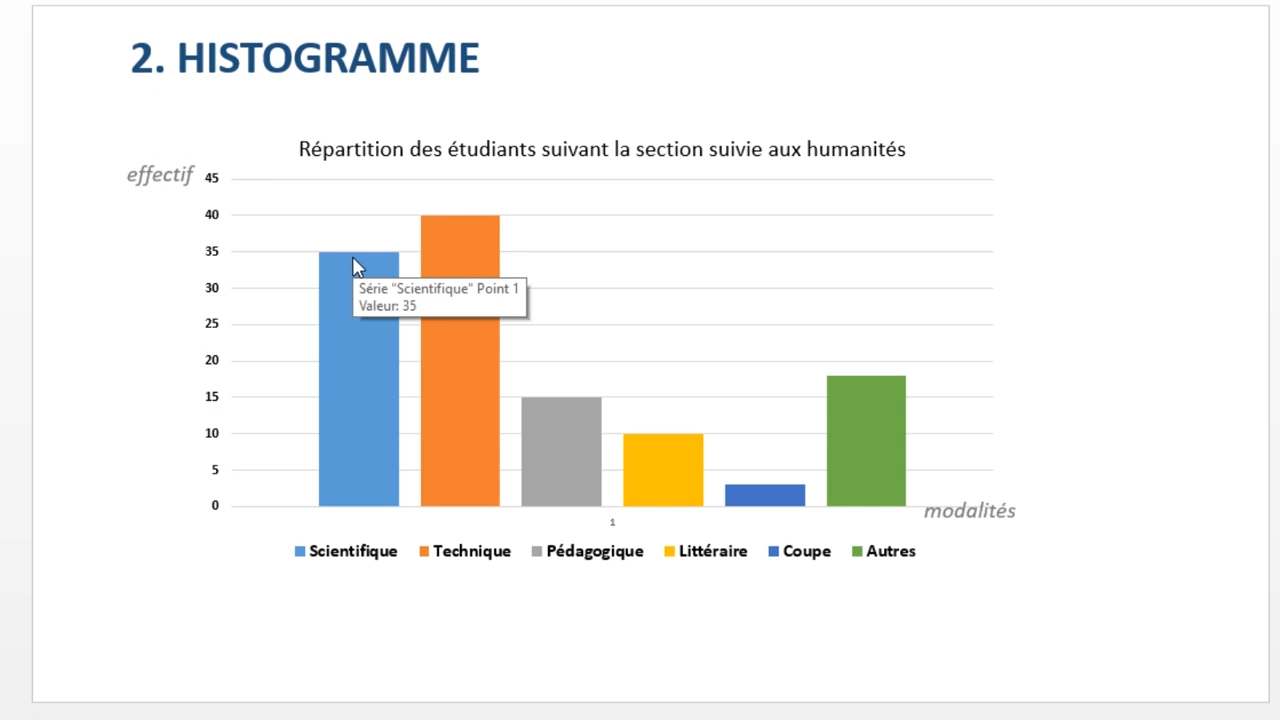 2. HISTOGRAMME
Répartition des étudiants suivant la section suivie aux humanités
effectif
45
40
35
30
25
20
15
10
5
0
Série "Scientifique" Point 1
Valeur: 35
modalités
1
Scientifique Technique Pédagogique Littéraire Coupe Autres